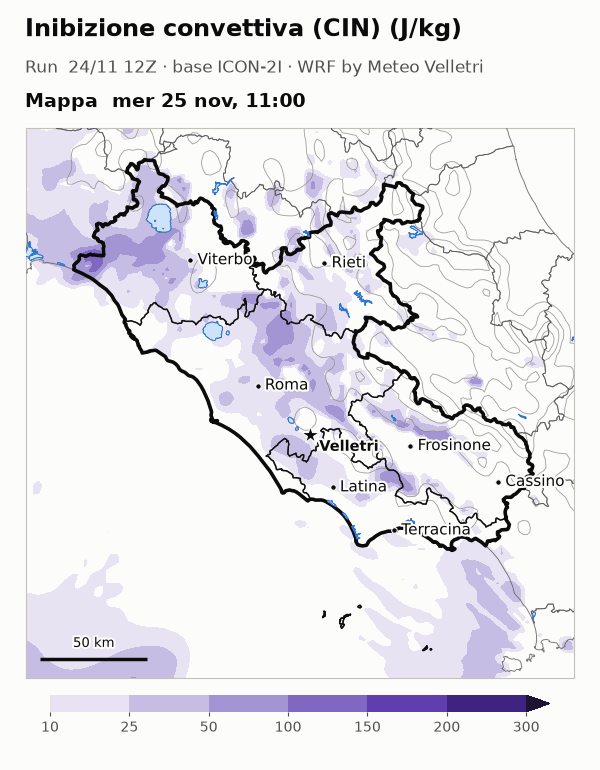 Inibizione convettiva (CIN) (J/kg)
Run  24/11 12Z · base ICON-2I · WRF by Meteo Velletri
Mappa  mer 25 nov, 11:00
Viterbo
Rieti
Roma
Velletri
Frosinone
Latina
Cassino
Terracina
50 km
10 25 50 100 150 200 300